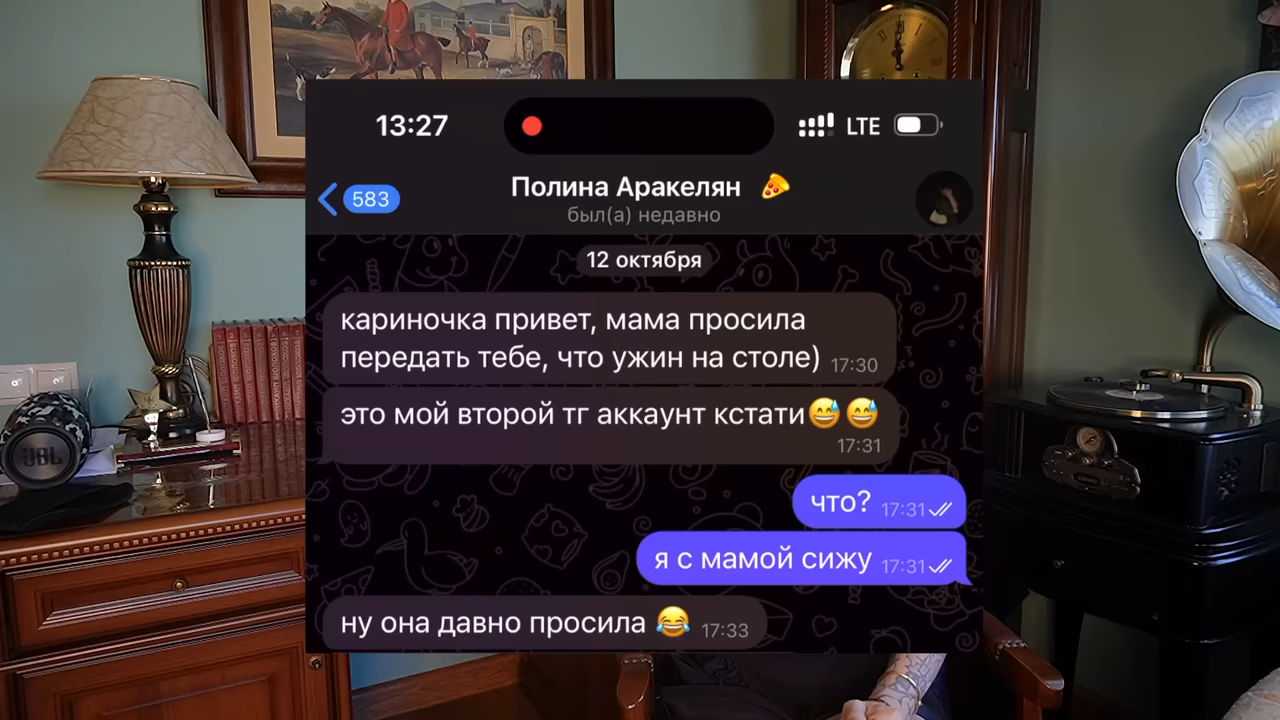 13:27
LTE
583
Полина Аракелян 🍕
был(а) недавно
12 октября
кариночка привет, мама просила
передать тебе, что ужин на столе) 17:30
это мой второй тг аккаунт кстати😅😅
17:31
что? 17:31
я с мамой сижу 17:31
ну она давно просила 😂 17:33
JBL